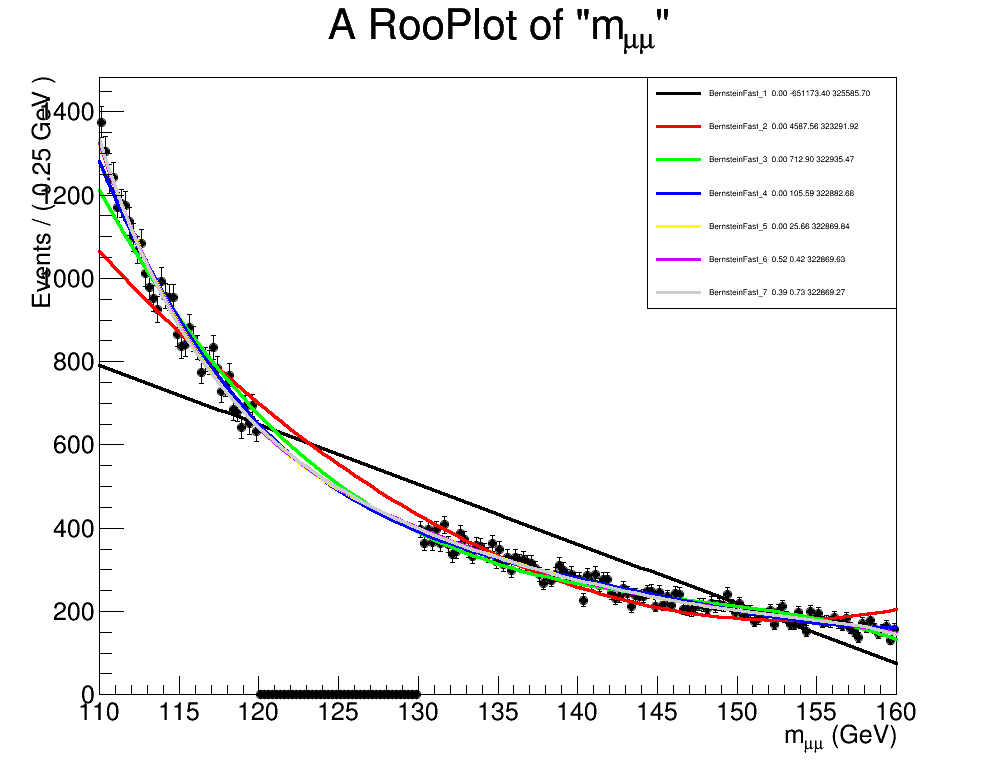 A RooPlot of "mμμ"
Events / ( 0.25 GeV )
1400
1200
1000
800
600
400
200
0
BernsteinFast_1 0.00 -651173.40 325585.70
BernsteinFast_2 0.00 4587.56 323291.92
BernsteinFast_3 0.00 712.90 322935.47
BernsteinFast_4 0.00 105.59 322882.68
BernsteinFast_5 0.00 25.66 322869.84
BernsteinFast_6 0.52 0.42 322869.63
BernsteinFast_7 0.39 0.73 322869.27
110 115 120 125 130 135 140 145 150 155 160
mμμ (GeV)